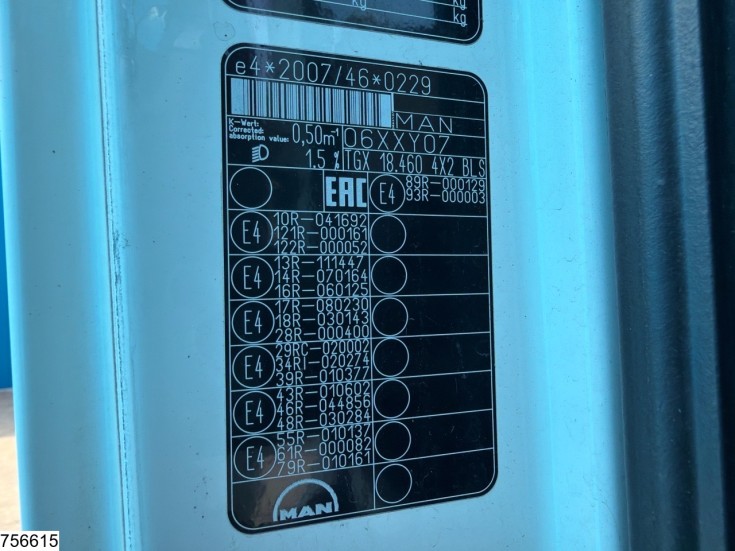 kg
kg
kg
e4*2007/46*0229
MAN
K-Wert:
Corrected:
absorption value:
0,50m⁻¹
06XXY07
1.5 %
TGX 18.460 4X2 BLS
EAC
E4
89R-000129
93R-000003
E4
10R-041692
121R-000161
122R-000052
E4
13R-111447
14R-070164
16R-060125
E4
17R-080230
18R-030143
28R-000400
E4
29RC-020002
34RI-020274
39R-010377
E4
43R-010602
46R-044856
48R-030284
E4
55R-010137
61R-000082
79R-010161
MAN
756615